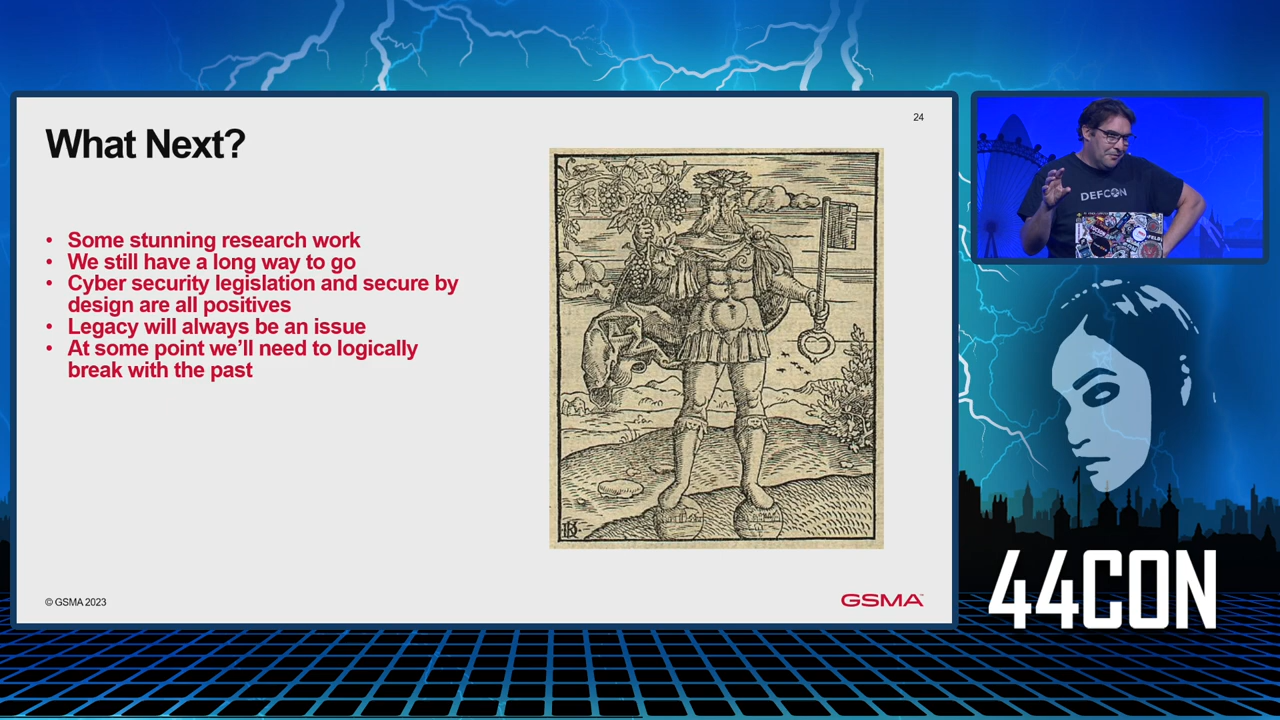 24
What Next?
• Some stunning research work
• We still have a long way to go
• Cyber security legislation and secure by
design are all positives
• Legacy will always be an issue
• At some point we'll need to logically
break with the past
© GSMA 2023
GSMA™
DEFCON
44CON